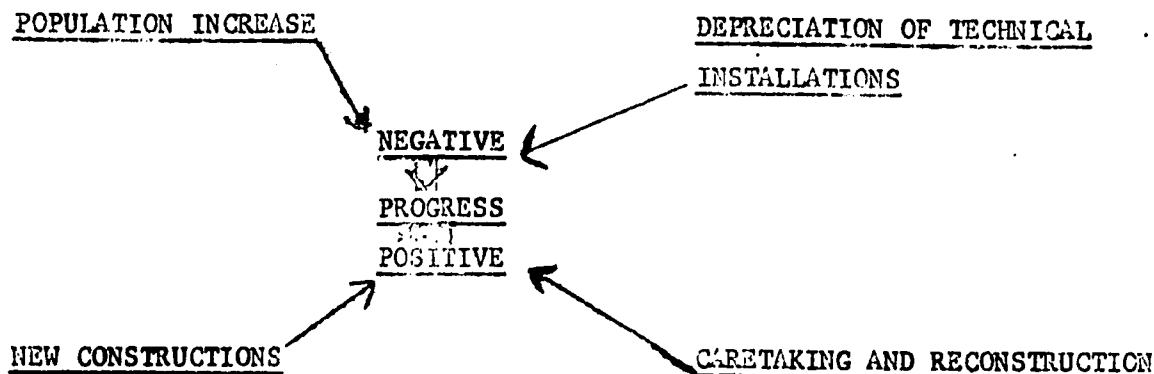 POPULATION INCREASE
DEPRECIATION OF TECHNICAL
INSTALLATIONS
NEGATIVE
PROGRESS
POSITIVE
NEW CONSTRUCTIONS
CARETAKING AND RECONSTRUCTION